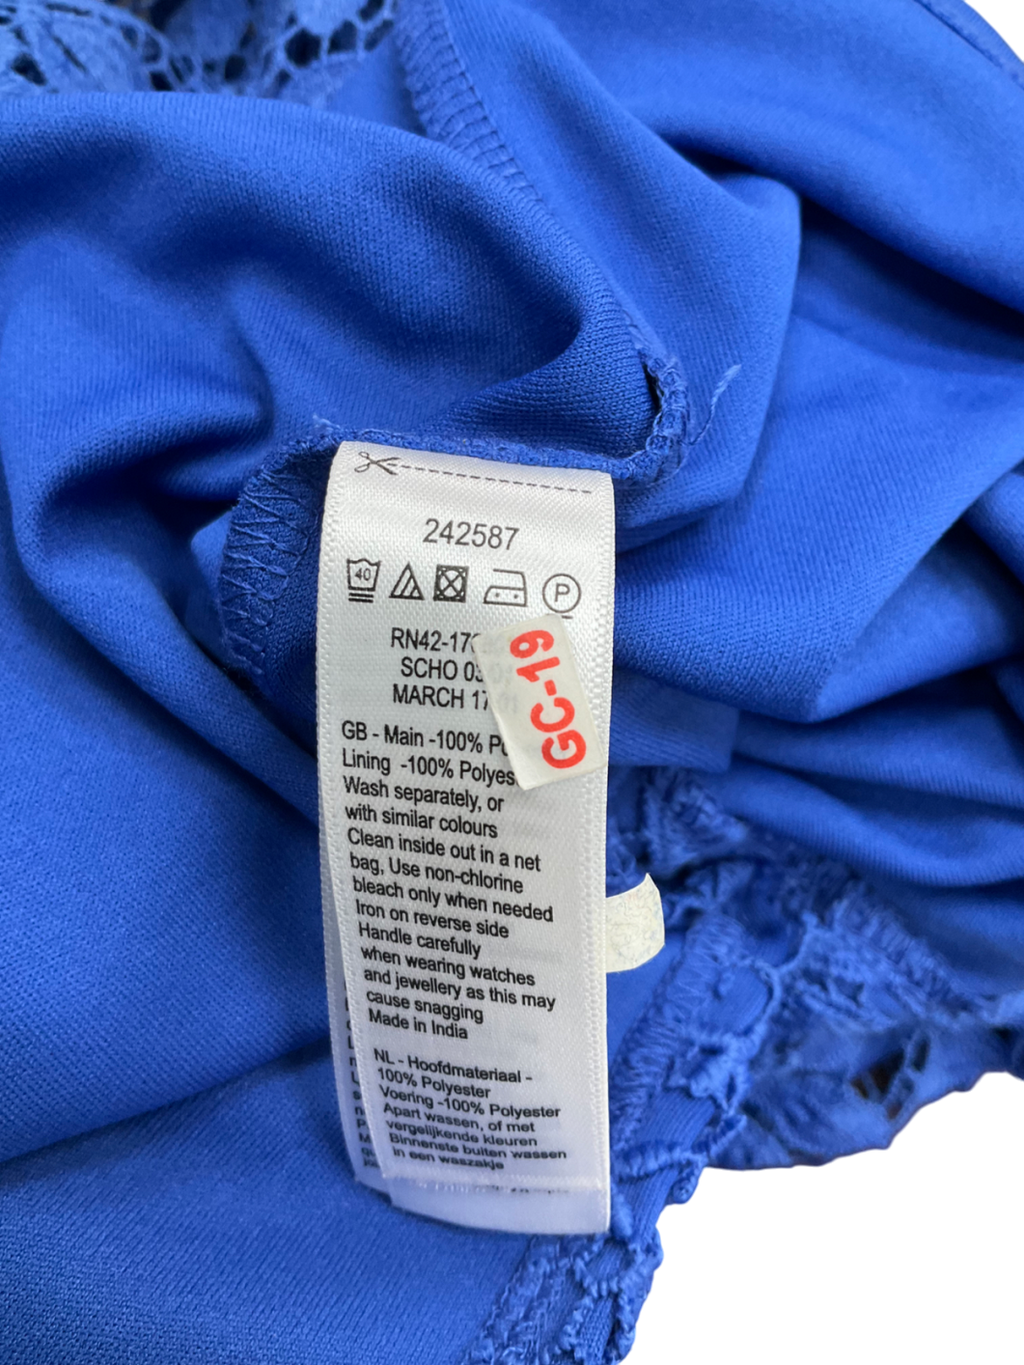 242587
40
P
RN42-17
SCHO 03
MARCH 17
GC-19
GB - Main -100%
Lining -100% Polyes
Wash separately, or
with similar colours
Clean inside out in a net
bag, Use non-chlorine
bleach only when needed
Iron on reverse side
Handle carefully
when wearing watches
and jewellery as this may
cause snagging
Made in India
NL - Hoofdmateriaal -
100% Polyester
Voering -100% Polyester
Apart wassen, of met
vergelijkende kleuren
Binnenste buiten wassen
in een waszakje